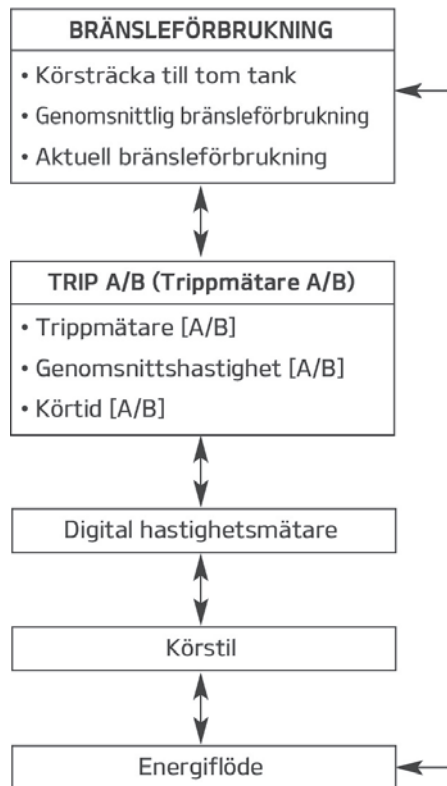 BRÄNSLEFÖRBRUKNING
• Körsträcka till tom tank
• Genomsnittlig bränsleförbrukning
• Aktuell bränsleförbrukning
TRIP A/B (Trippmätare A/B)
• Trippmätare [A/B]
• Genomsnittshastighet [A/B]
• Körtid [A/B]
Digital hastighetsmätare
Körstil
Energiflöde